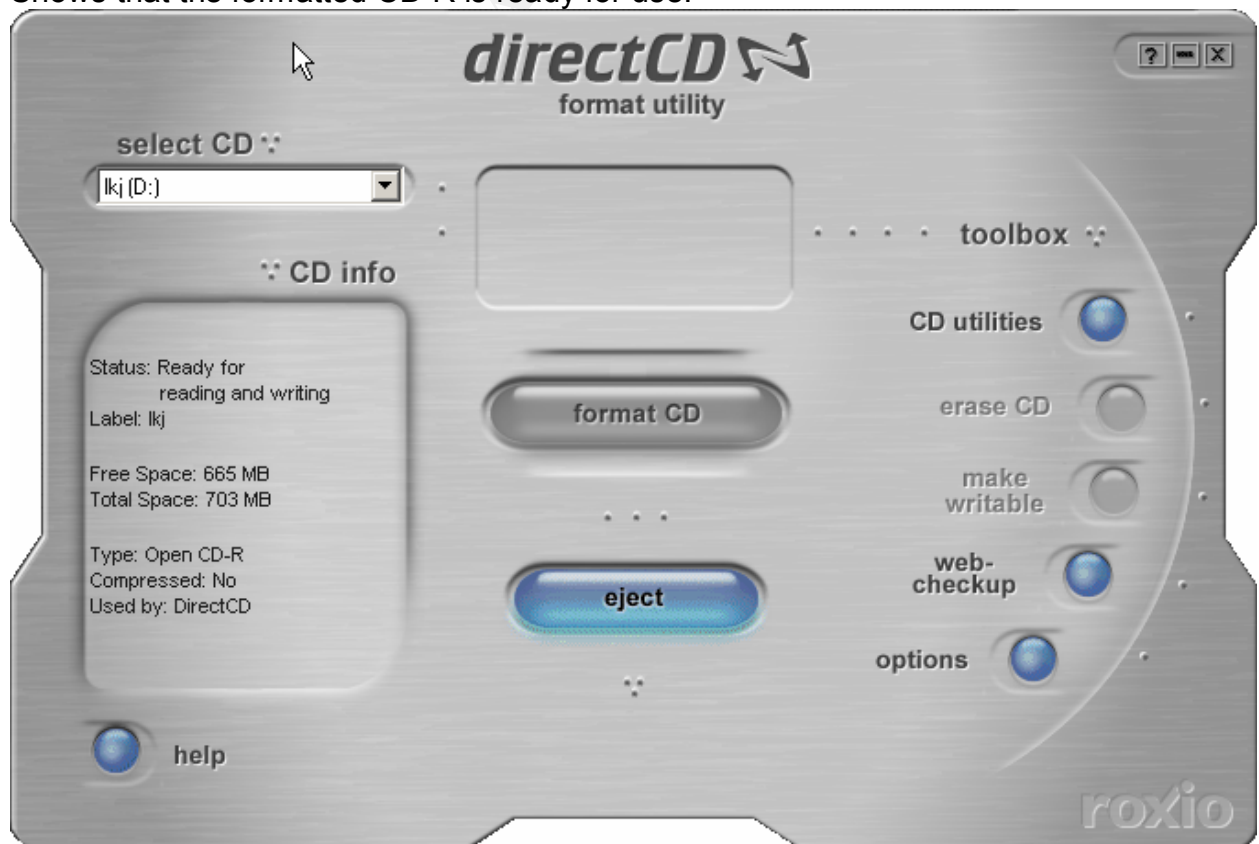 Shows that the formatted CD-R is ready for use.
directCD
format utility
? X
select CD
lkj (D:)
toolbox
CD info
CD utilities
Status: Ready for
reading and writing
Label: lkj
format CD
erase CD
Free Space: 665 MB
Total Space: 703 MB
make
writable
Type: Open CD-R
Compressed: No
Used by: DirectCD
web-
checkup
eject
options
help
roxio